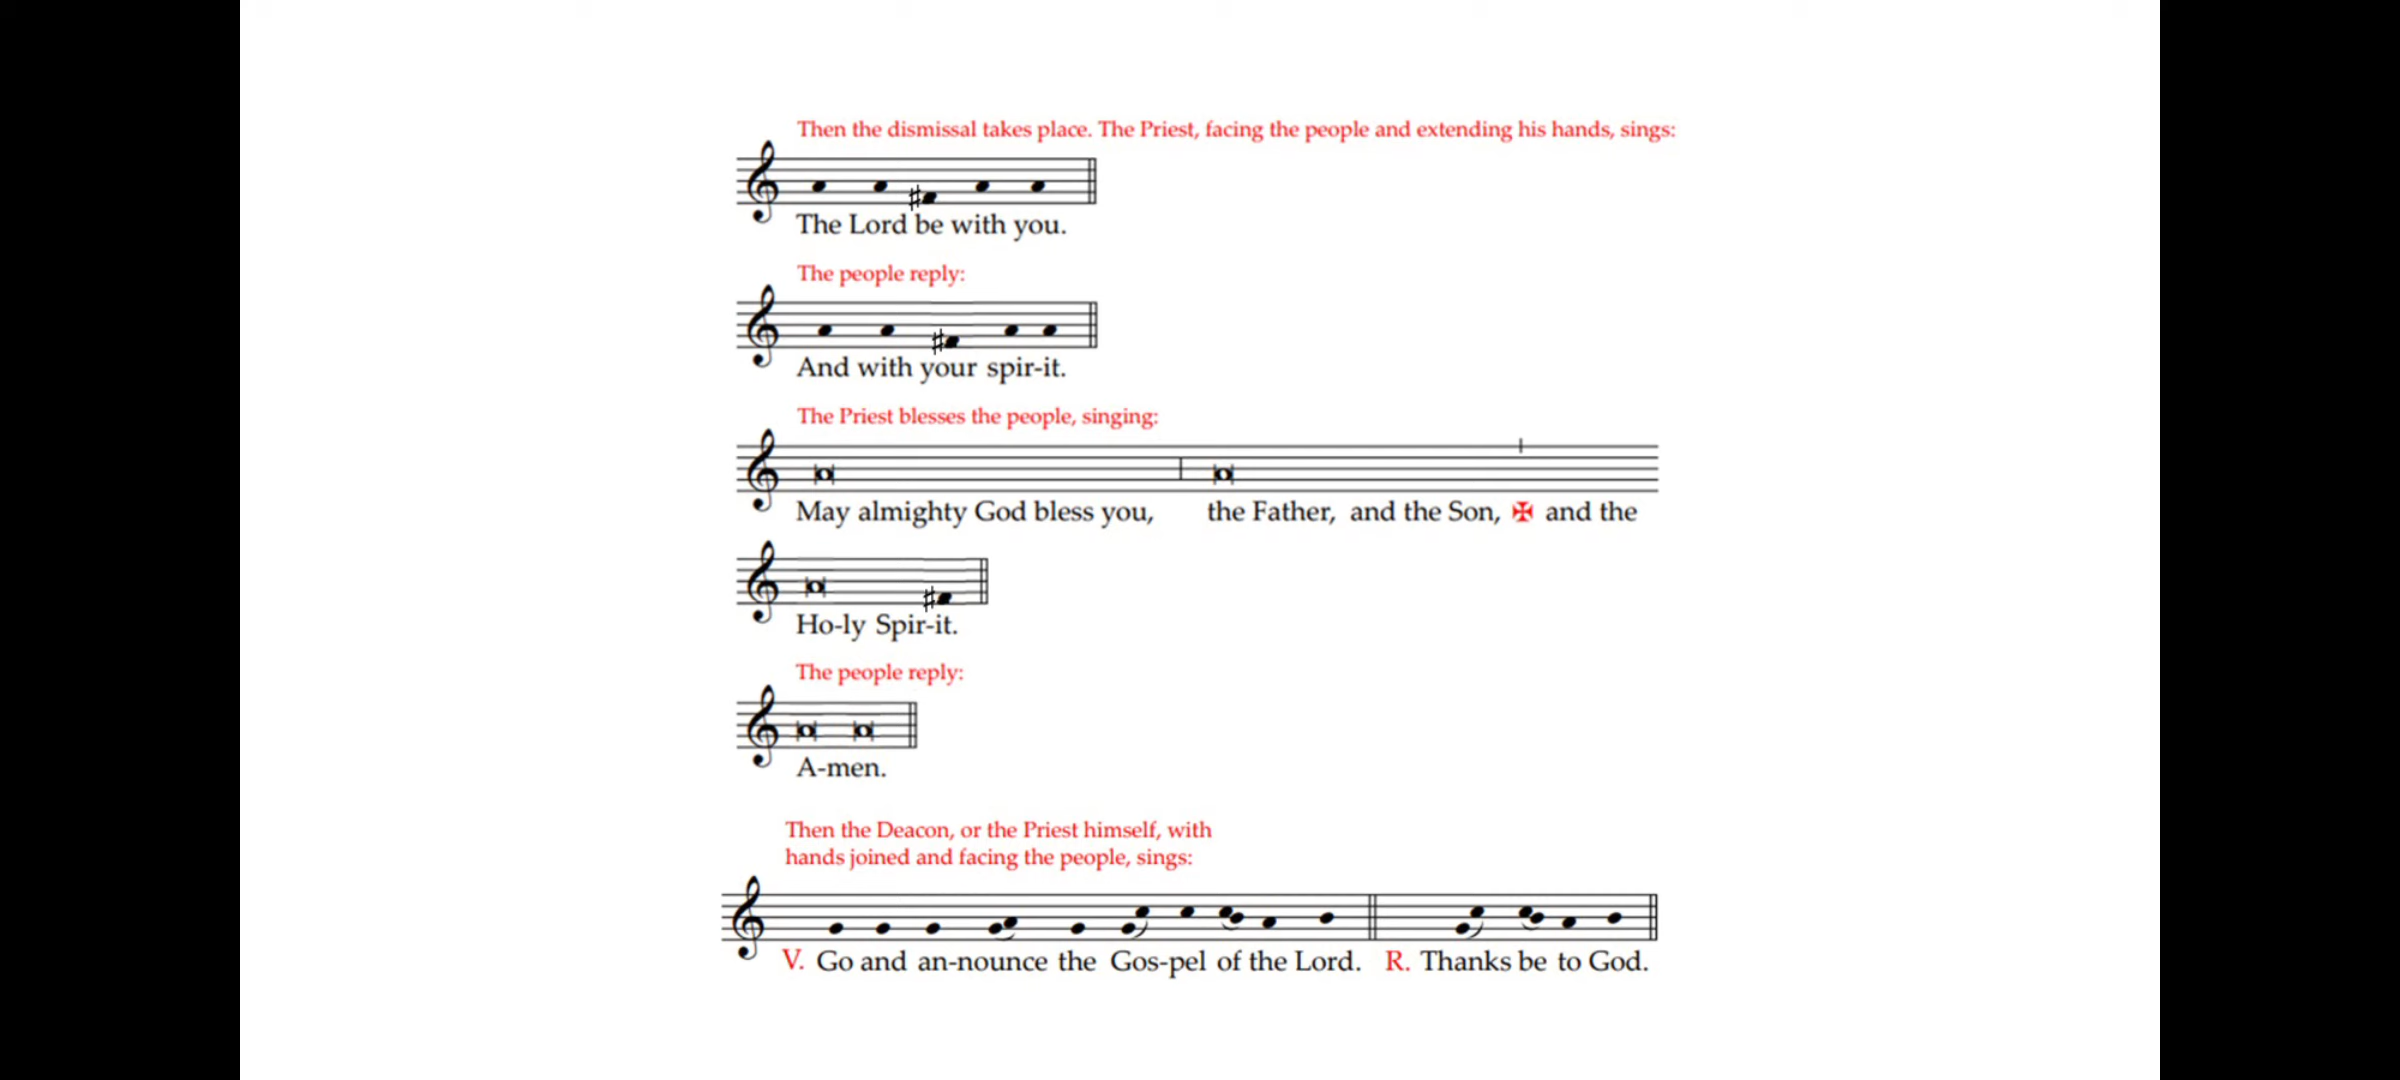 Then the dismissal takes place. The Priest, facing the people and extending his hands, sings:
The Lord be with you.
The people reply:
And with your spir-it.
The Priest blesses the people, singing:
May almighty God bless you, the Father, and the Son, ✠ and the
Ho-ly Spir-it.
The people reply:
A-men.
Then the Deacon, or the Priest himself, with
hands joined and facing the people, sings:
V. Go and an-nounce the Gos-pel of the Lord. R. Thanks be to God.